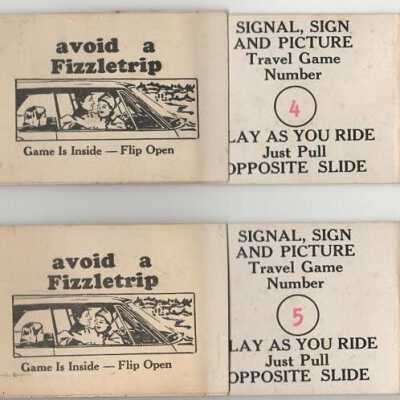 avoid a
Fizzletrip
Game Is Inside — Flip Open
SIGNAL, SIGN
AND PICTURE
Travel Game
Number
4
LAY AS YOU RIDE
Just Pull
OPPOSITE SLIDE
avoid a
Fizzletrip
Game Is Inside — Flip Open
SIGNAL, SIGN
AND PICTURE
Travel Game
Number
5
LAY AS YOU RIDE
Just Pull
OPPOSITE SLIDE